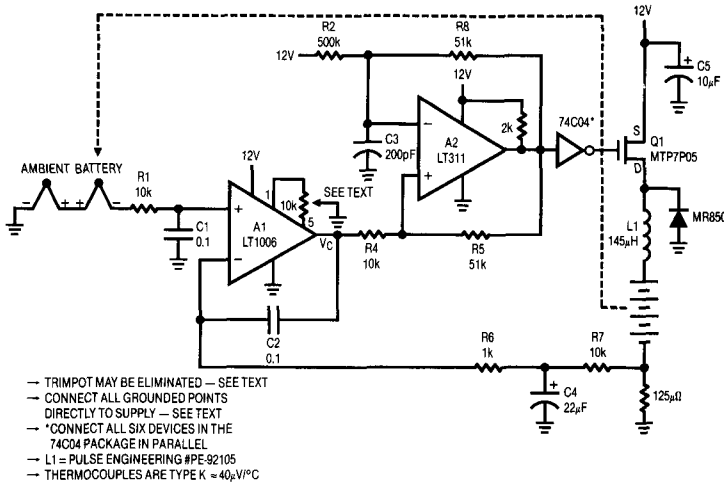 12V
R2
500k
R8
51k
12V
12V
C5
10µF
+
74C04*
2k
A2
LT311
−
+
C3
200pF
S
Q1
MTP7P05
D
AMBIENT BATTERY
− + + −
R1
10k
12V
1
10k
SEE TEXT
5
A1
LT1006
+
−
VC
C1
0.1
R4
10k
R5
51k
L1
145µH
MR850
C2
0.1
R6
1k
R7
10k
+
C4
22µF
125µΩ
→ TRIMPOT MAY BE ELIMINATED — SEE TEXT
→ CONNECT ALL GROUNDED POINTS
DIRECTLY TO SUPPLY — SEE TEXT
→ *CONNECT ALL SIX DEVICES IN THE
74C04 PACKAGE IN PARALLEL
→ L1 = PULSE ENGINEERING #PE-92105
→ THERMOCOUPLES ARE TYPE K ≈ 40µV/°C